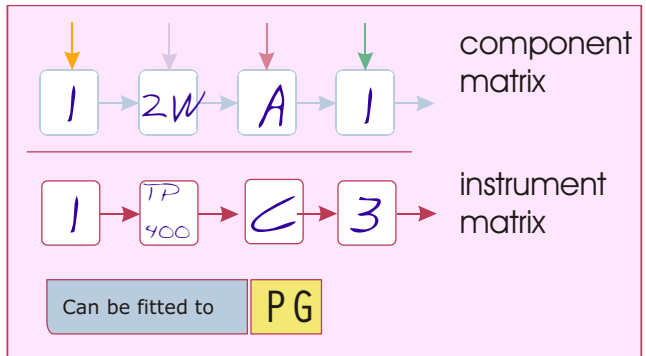 component
matrix
1 2W A 1
instrument
matrix
1 TP 400 C 3
Can be fitted to PG